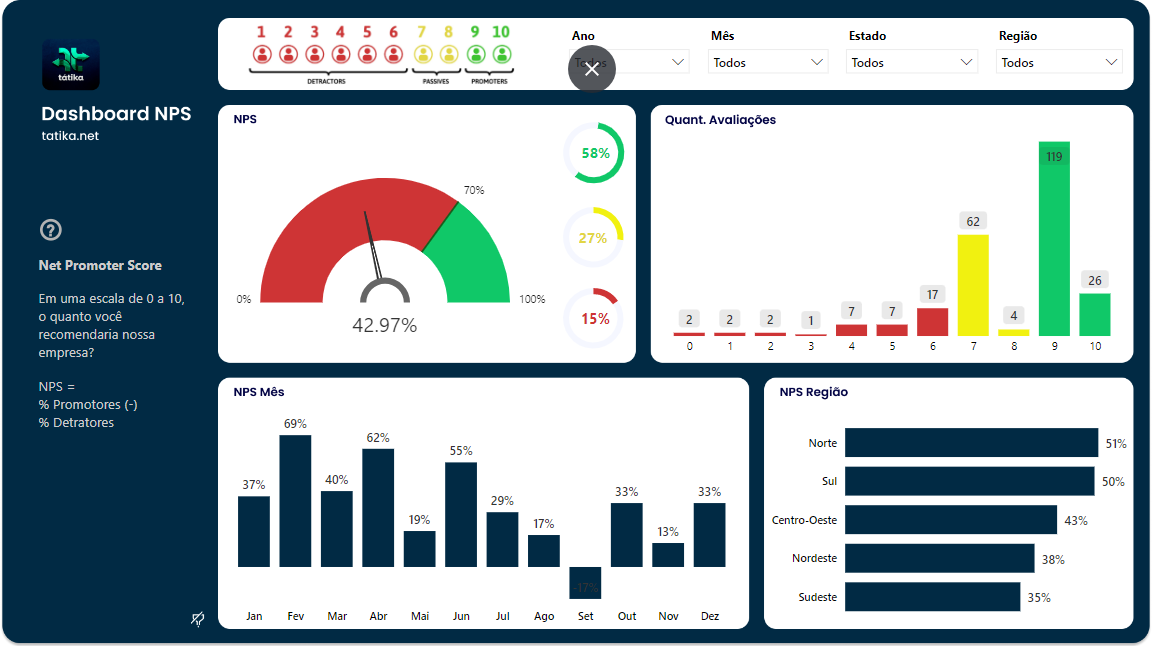 tátika
Dashboard NPS
tatika.net
Net Promoter Score
Em uma escala de 0 a 10,
o quanto você
recomendaria nossa
empresa?
NPS =
% Promotores (-)
% Detratores
1 2 3 4 5 6 7 8 9 10
DETRACTORS PASSIVES PROMOTERS
Ano Mês Estado Região
Todos Todos Todos Todos
NPS
58%
27%
15%
70%
0%
100%
42.97%
Quant. Avaliações
2 2 2 1 7 7 17 62 4 119 26
0 1 2 3 4 5 6 7 8 9 10
NPS Mês
37% 69% 40% 62% 19% 55% 29% 17% -17% 33% 13% 33%
Jan Fev Mar Abr Mai Jun Jul Ago Set Out Nov Dez
NPS Região
Norte 51%
Sul 50%
Centro-Oeste 43%
Nordeste 38%
Sudeste 35%